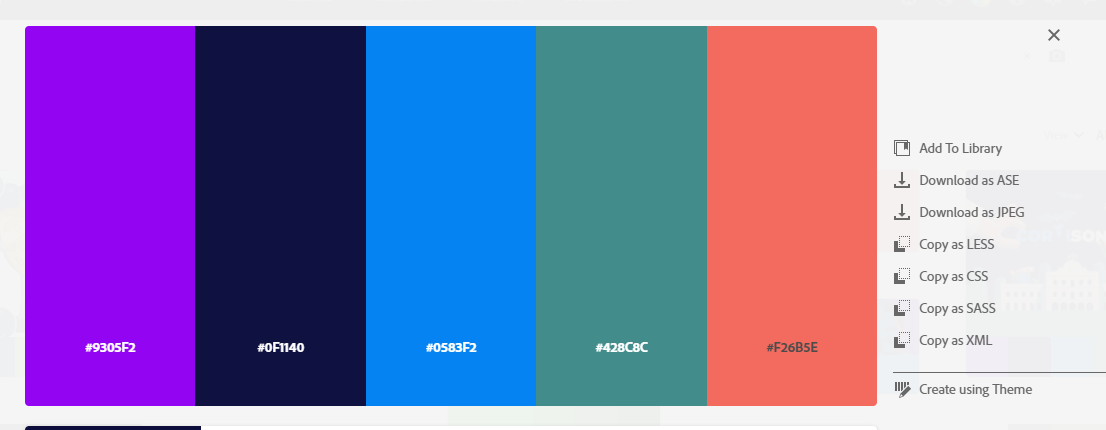 #9305F2
#0F1140
#0583F2
#428C8C
#F26B5E
Add To Library
Download as ASE
Download as JPEG
Copy as LESS
Copy as CSS
Copy as SASS
Copy as XML
Create using Theme